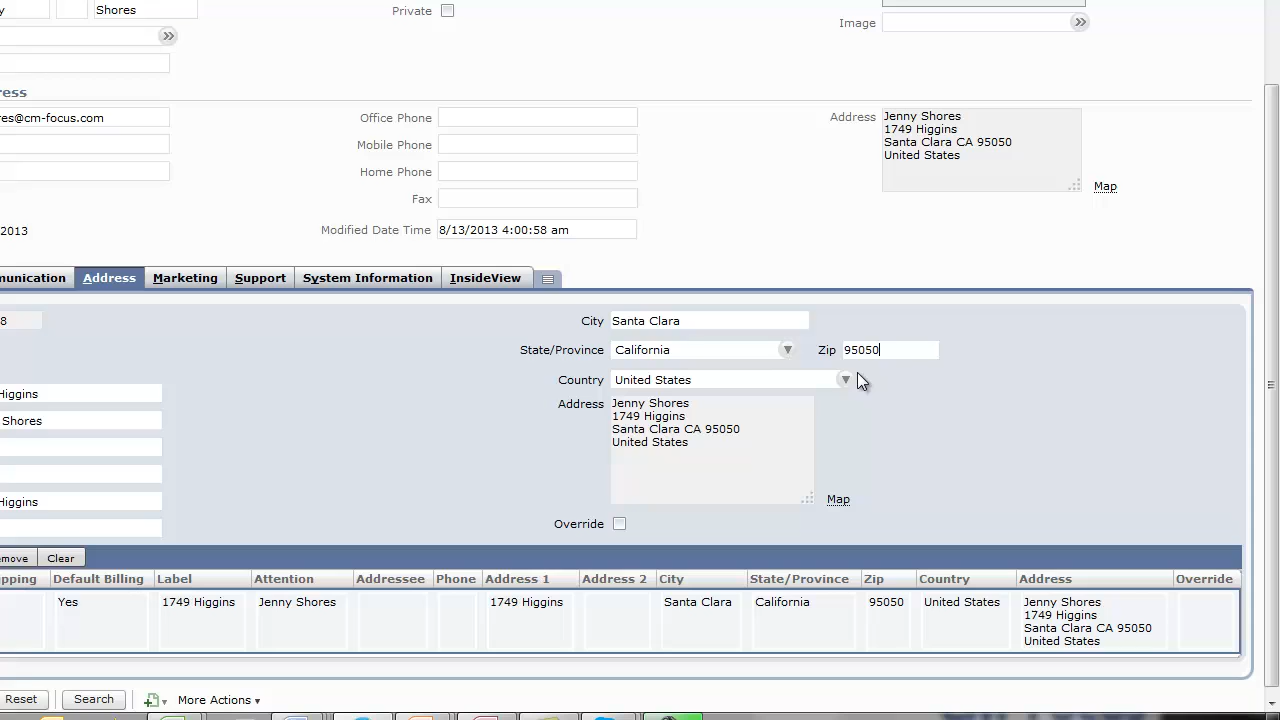 y Shores
Private
Image
ress
res@cm-focus.com
Office Phone
Mobile Phone
Home Phone
Fax
Address
Jenny Shores
1749 Higgins
Santa Clara CA 95050
United States
Map
2013
Modified Date Time 8/13/2013 4:00:58 am
munication Address Marketing Support System Information InsideView
8
City Santa Clara
State/Province California Zip 95050
Country United States
Higgins
Shores
Higgins
Address
Jenny Shores
1749 Higgins
Santa Clara CA 95050
United States
Map
Override
move Clear
pping Default Billing Label Attention Addressee Phone Address 1 Address 2 City State/Province Zip Country Address Override
Yes 1749 Higgins Jenny Shores 1749 Higgins Santa Clara California 95050 United States Jenny Shores
1749 Higgins
Santa Clara CA 95050
United States
Reset Search More Actions